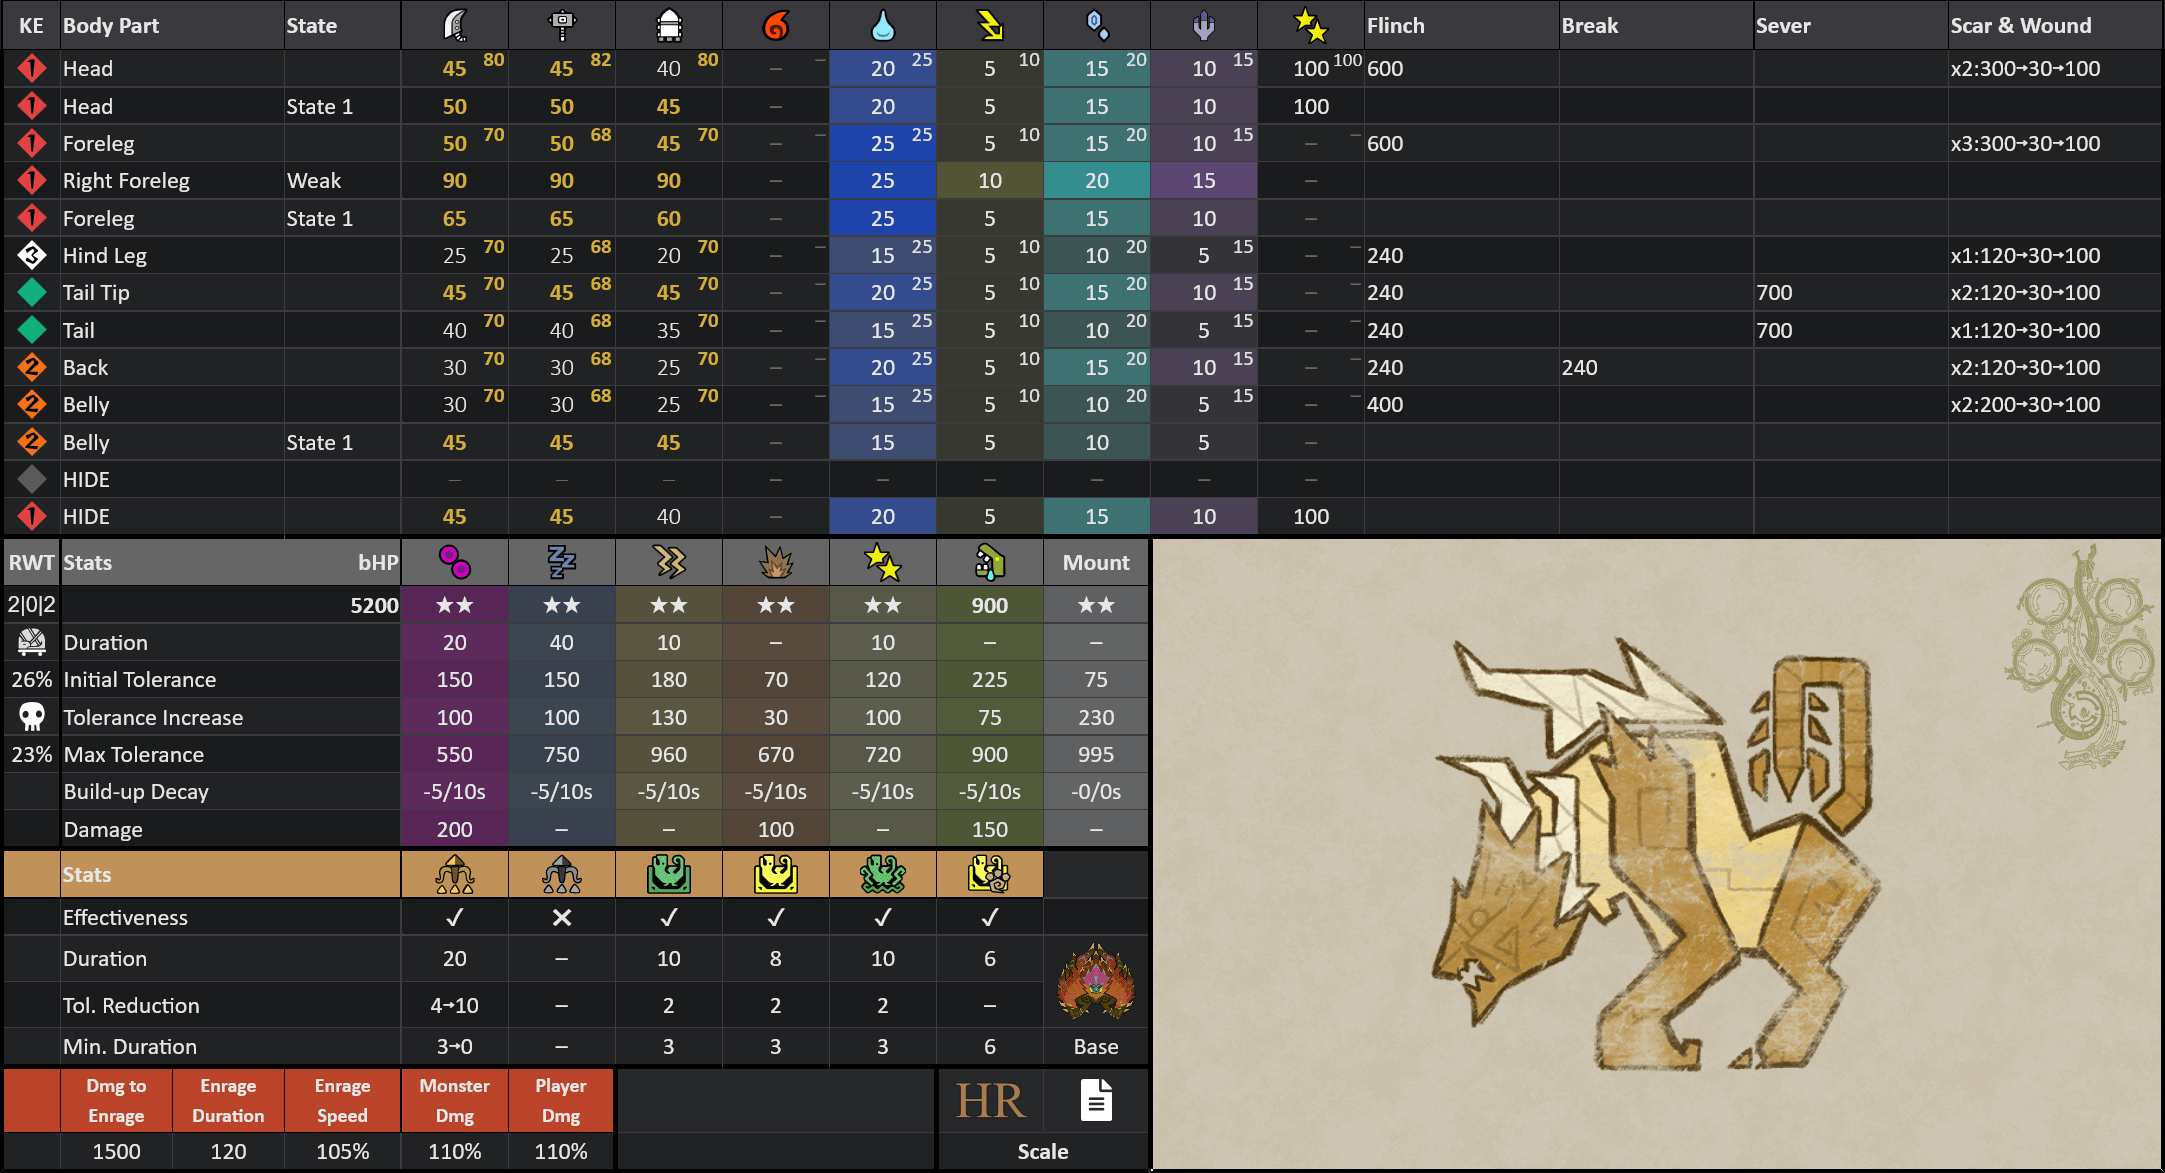 KE Body Part State Flinch Break Sever Scar & Wound
1 Head 45 80 45 82 40 80 – – 20 25 5 10 15 20 10 15 100 100 600 x2:300→30→100
1 Head State 1 50 50 45 – 20 5 15 10 100
1 Foreleg 50 70 50 68 45 70 – – 25 25 5 10 15 20 10 15 – – 600 x3:300→30→100
1 Right Foreleg Weak 90 90 90 – 25 10 20 15 –
1 Foreleg State 1 65 65 60 – 25 5 15 10 –
3 Hind Leg 25 70 25 68 20 70 – – 15 25 5 10 10 20 5 15 – – 240 x1:120→30→100
Tail Tip 45 70 45 68 45 70 – – 20 25 5 10 15 20 10 15 – – 240 700 x2:120→30→100
Tail 40 70 40 68 35 70 – – 15 25 5 10 10 20 5 15 – – 240 700 x1:120→30→100
2 Back 30 70 30 68 25 70 – – 20 25 5 10 15 20 10 15 – – 240 240 x2:120→30→100
2 Belly 30 70 30 68 25 70 – – 15 25 5 10 10 20 5 15 – – 400 x2:200→30→100
2 Belly State 1 45 45 45 – 15 5 10 5 –
HIDE – – – – – – – – –
1 HIDE 45 45 40 – 20 5 15 10 100
RWT Stats bHP Mount
2|0|2 5200 ★★ ★★ ★★ ★★ ★★ 900 ★★
Duration 20 40 10 – 10 – –
26% Initial Tolerance 150 150 180 70 120 225 75
Tolerance Increase 100 100 130 30 100 75 230
23% Max Tolerance 550 750 960 670 720 900 995
Build-up Decay -5/10s -5/10s -5/10s -5/10s -5/10s -5/10s -0/0s
Damage 200 – – 100 – 150 –
Stats
Effectiveness ✓ ✕ ✓ ✓ ✓ ✓
Duration 20 – 10 8 10 6
Tol. Reduction 4→10 – 2 2 2 –
Min. Duration 3→0 – 3 3 3 6 Base
Dmg to Enrage Enrage Duration Enrage Speed Monster Dmg Player Dmg HR
1500 120 105% 110% 110% Scale